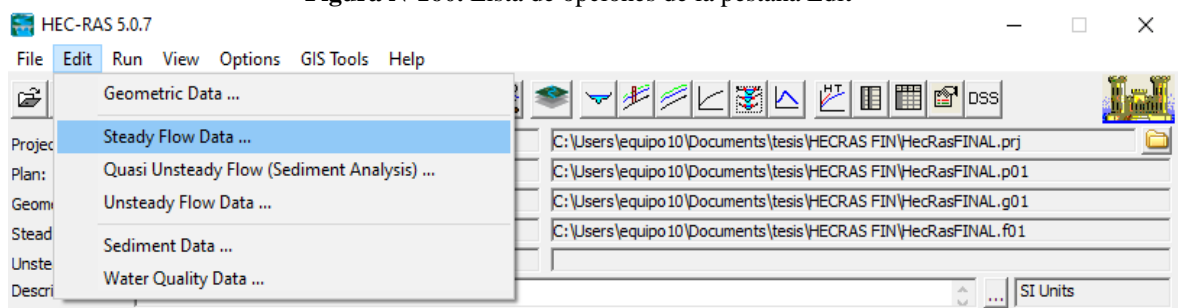 HEC-RAS 5.0.7
File Edit Run View Options GIS Tools Help
Geometric Data ...
HT
DSS
Steady Flow Data ...
Projec
C:\Users\equipo10\Documents\tesis\HECRAS FIN\HecRasFINAL.prj
Quasi Unsteady Flow (Sediment Analysis) ...
Plan:
C:\Users\equipo10\Documents\tesis\HECRAS FIN\HecRasFINAL.p01
Unsteady Flow Data ...
Geom
C:\Users\equipo10\Documents\tesis\HECRAS FIN\HecRasFINAL.g01
Stead
C:\Users\equipo10\Documents\tesis\HECRAS FIN\HecRasFINAL.f01
Sediment Data ...
Unste
Water Quality Data ...
Descri
... SI Units